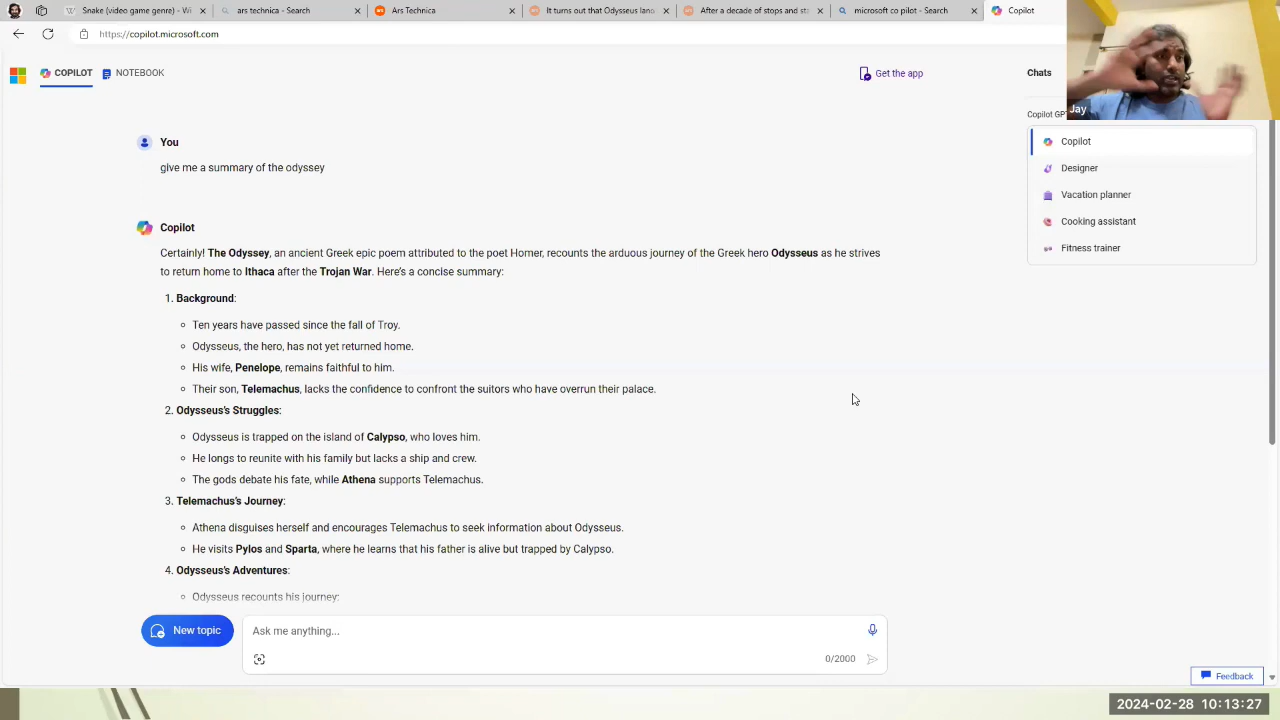 Snake (video game genre) - Wi
ars technica - Search
Ars Technica
It turns out that Odysseus land
After a decade of stops and sta
microsoft co pilot - Search
Copilot
https://copilot.microsoft.com
COPILOT
NOTEBOOK
Get the app
Chats
Jay
Copilot GP
Copilot
Designer
Vacation planner
Cooking assistant
Fitness trainer
You
give me a summary of the odyssey
Copilot
Certainly! The Odyssey, an ancient Greek epic poem attributed to the poet Homer, recounts the arduous journey of the Greek hero Odysseus as he strives
to return home to Ithaca after the Trojan War. Here's a concise summary:
1. Background:
Ten years have passed since the fall of Troy.
Odysseus, the hero, has not yet returned home.
His wife, Penelope, remains faithful to him.
Their son, Telemachus, lacks the confidence to confront the suitors who have overrun their palace.
2. Odysseus's Struggles:
Odysseus is trapped on the island of Calypso, who loves him.
He longs to reunite with his family but lacks a ship and crew.
The gods debate his fate, while Athena supports Telemachus.
3. Telemachus's Journey:
Athena disguises herself and encourages Telemachus to seek information about Odysseus.
He visits Pylos and Sparta, where he learns that his father is alive but trapped by Calypso.
4. Odysseus's Adventures:
Odysseus recounts his journey:
New topic
Ask me anything...
0/2000
Feedback
2024-02-28 10:13:27